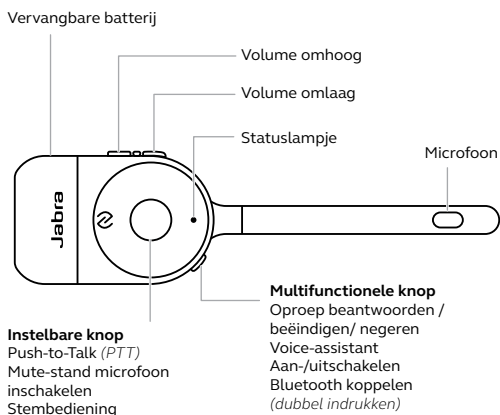 Vervangbare batterij
Volume omhoog
Volume omlaag
Statuslampje
Microfoon
Jabra
Multifunctionele knop
Oproep beantwoorden /
beëindigen/ negeren
Voice-assistant
Aan-/uitschakelen
Bluetooth koppelen
(dubbel indrukken)
Instelbare knop
Push-to-Talk (PTT)
Mute-stand microfoon
inschakelen
Stembediening